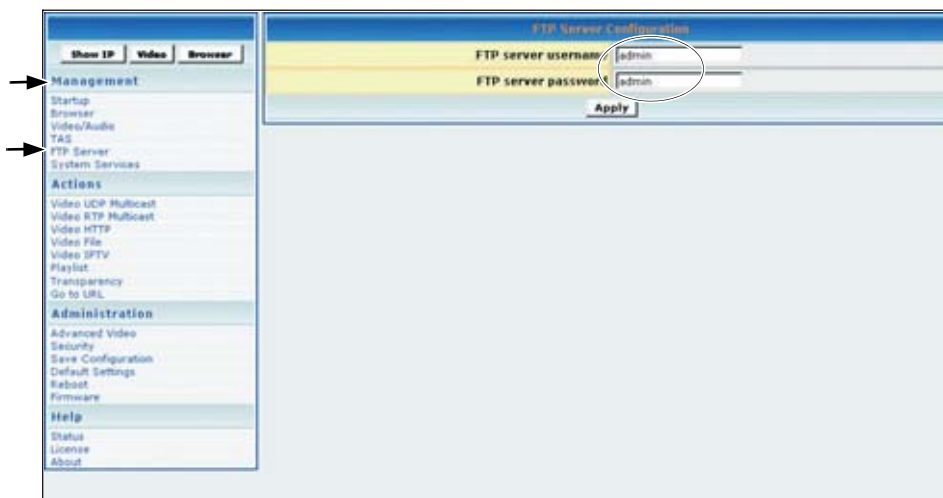 Show IP Video Browser
Management
Startup
Browser
Video/Audio
TAS
FTP Server
System Services
Actions
Video UDP Multicast
Video RTP Multicast
Video HTTP
Video File
Video IPTV
Playlist
Transparency
Go to URL
Administration
Advanced Video
Security
Save Configuration
Default Settings
Reboot
Firmware
Help
Status
License
About
FTP Server Configuration
FTP server username admin
FTP server password admin
Apply